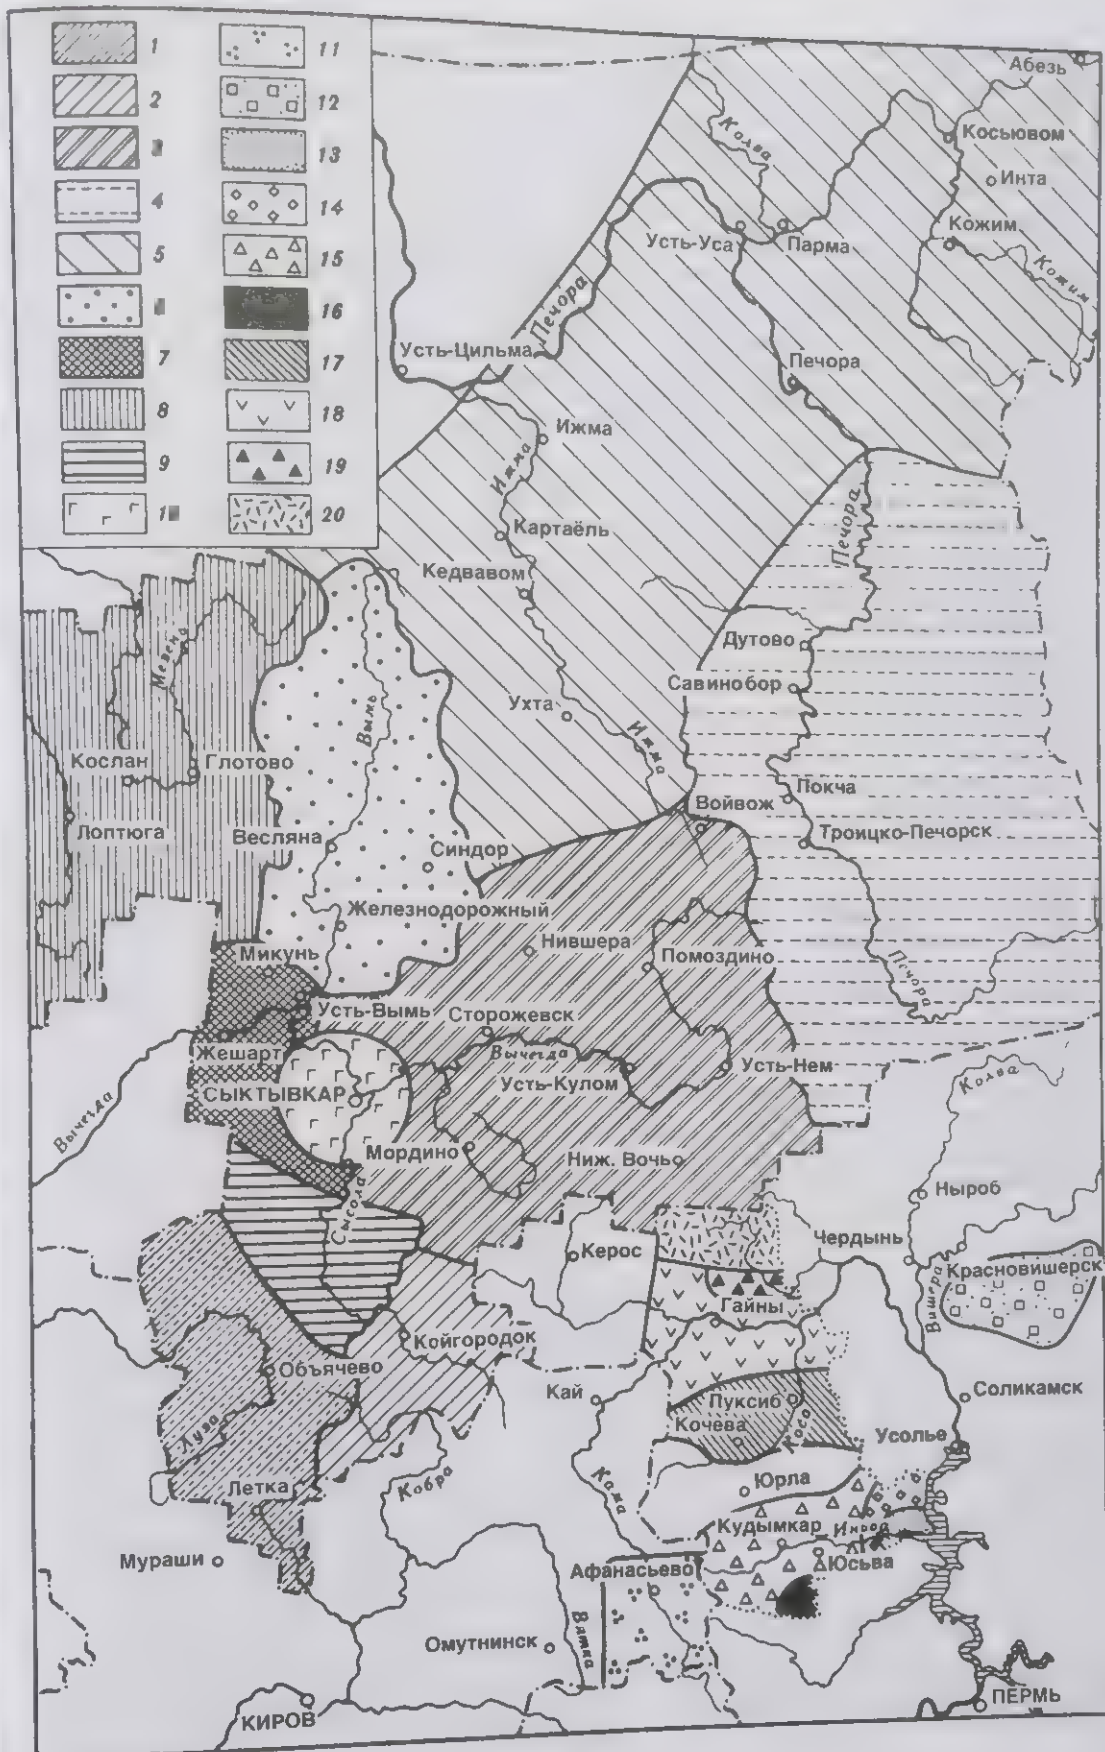 1
2
4
5
7
8
9
11
12
13
14
15
16
17
18
19
20
Абезь
Колва
Косьювом
Инта
Усть-Уса
Парма
Кожим
Кожим
Печора
Усть-Цильма
Печора
Ижма
Ижма
Картаёль
Печора
Кедвавом
Мезень
Дутово
Савинобор
Вымь
Ухта
Ижма
Кослан
Глотово
Покча
Войвож
Лоптюга
Весляна
Троицко-Печорск
Синдор
Железнодорожный
Нившера
Микунь
Помоздино
Печора
Усть-Вымь
Сторожевск
Жешарт
Вычегда
Усть-Нем
Усть-Кулом
Колва
СЫКТЫВКАР
Вычегда
Мордино
Ниж. Вочьо
Сысола
Ныроб
Чердынь
Керос
Красновишерск
Вишера
Гайны
Койгородок
Объячево
Кай
Пуксиб
Соликамск
Кочева
Коса
Луза
Усолье
Летка
Кобра
Юрла
Кама
Кудымкар
Иньва
Мураши
Афанасьево
Юсьва
Вятка
Омутнинск
КИРОВ
ПЕРМЬ